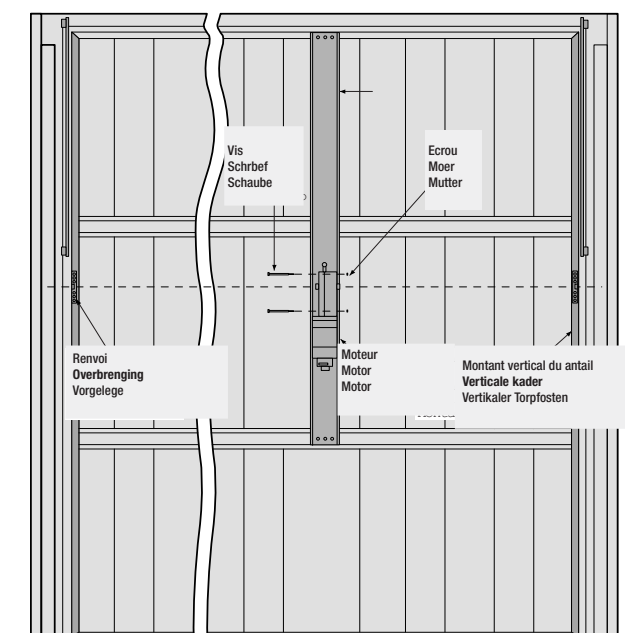 Vis
Schrbef
Schaube
Ecrou
Moer
Mutter
Renvoi
Overbrenging
Vorgelege
Moteur
Motor
Motor
Montant vertical du antail
Verticale kader
Vertikaler Torpfosten